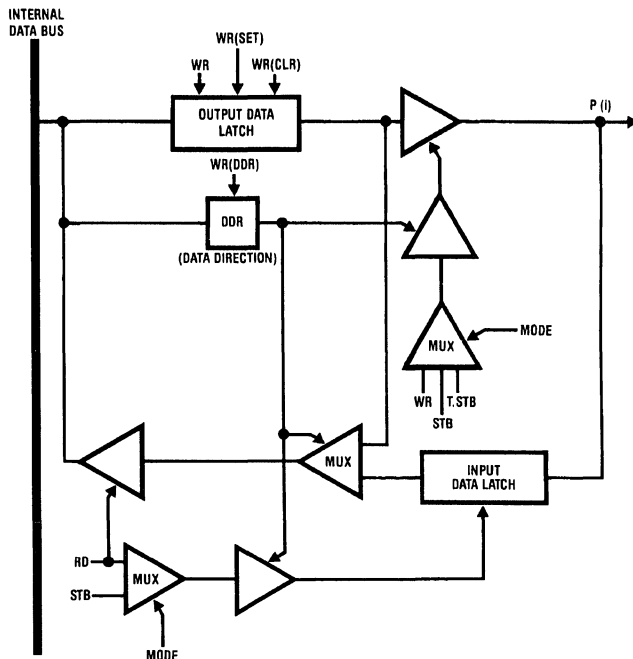 INTERNAL
DATA BUS
WR(SET)
WR
WR(CLR)
P (i)
OUTPUT DATA
LATCH
WR(DDR)
DDR
(DATA DIRECTION)
MODE
MUX
WR
T.STB
STB
MUX
INPUT
DATA LATCH
RD
MUX
STB
MODE